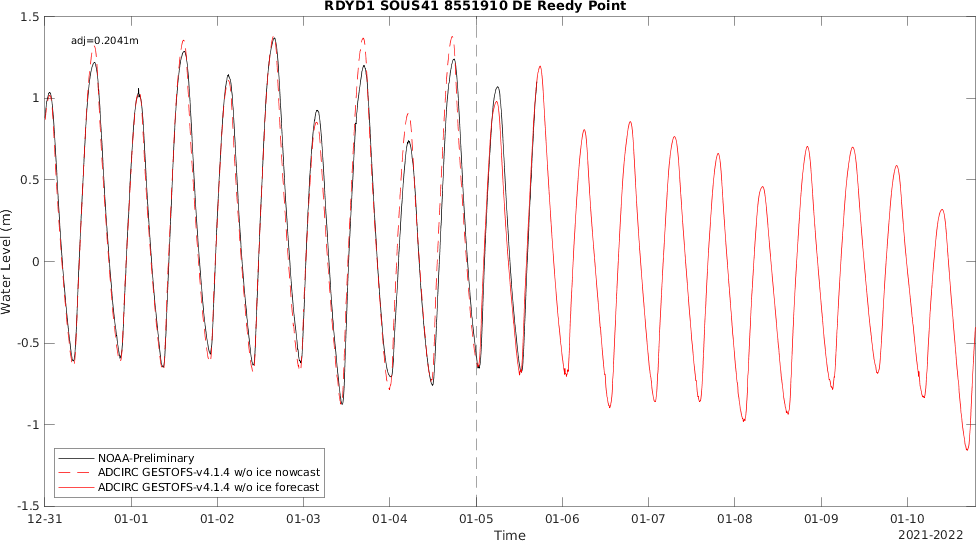 RDYD1 SOUS41 8551910 DE Reedy Point
adj=0.2041m
1.5
1
0.5
0
-0.5
-1
-1.5
Water Level (m)
NOAA-Preliminary
ADCIRC GESTOFS-v4.1.4 w/o ice nowcast
ADCIRC GESTOFS-v4.1.4 w/o ice forecast
12-31 01-01 01-02 01-03 01-04 01-05 01-06 01-07 01-08 01-09 01-10
Time
2021-2022